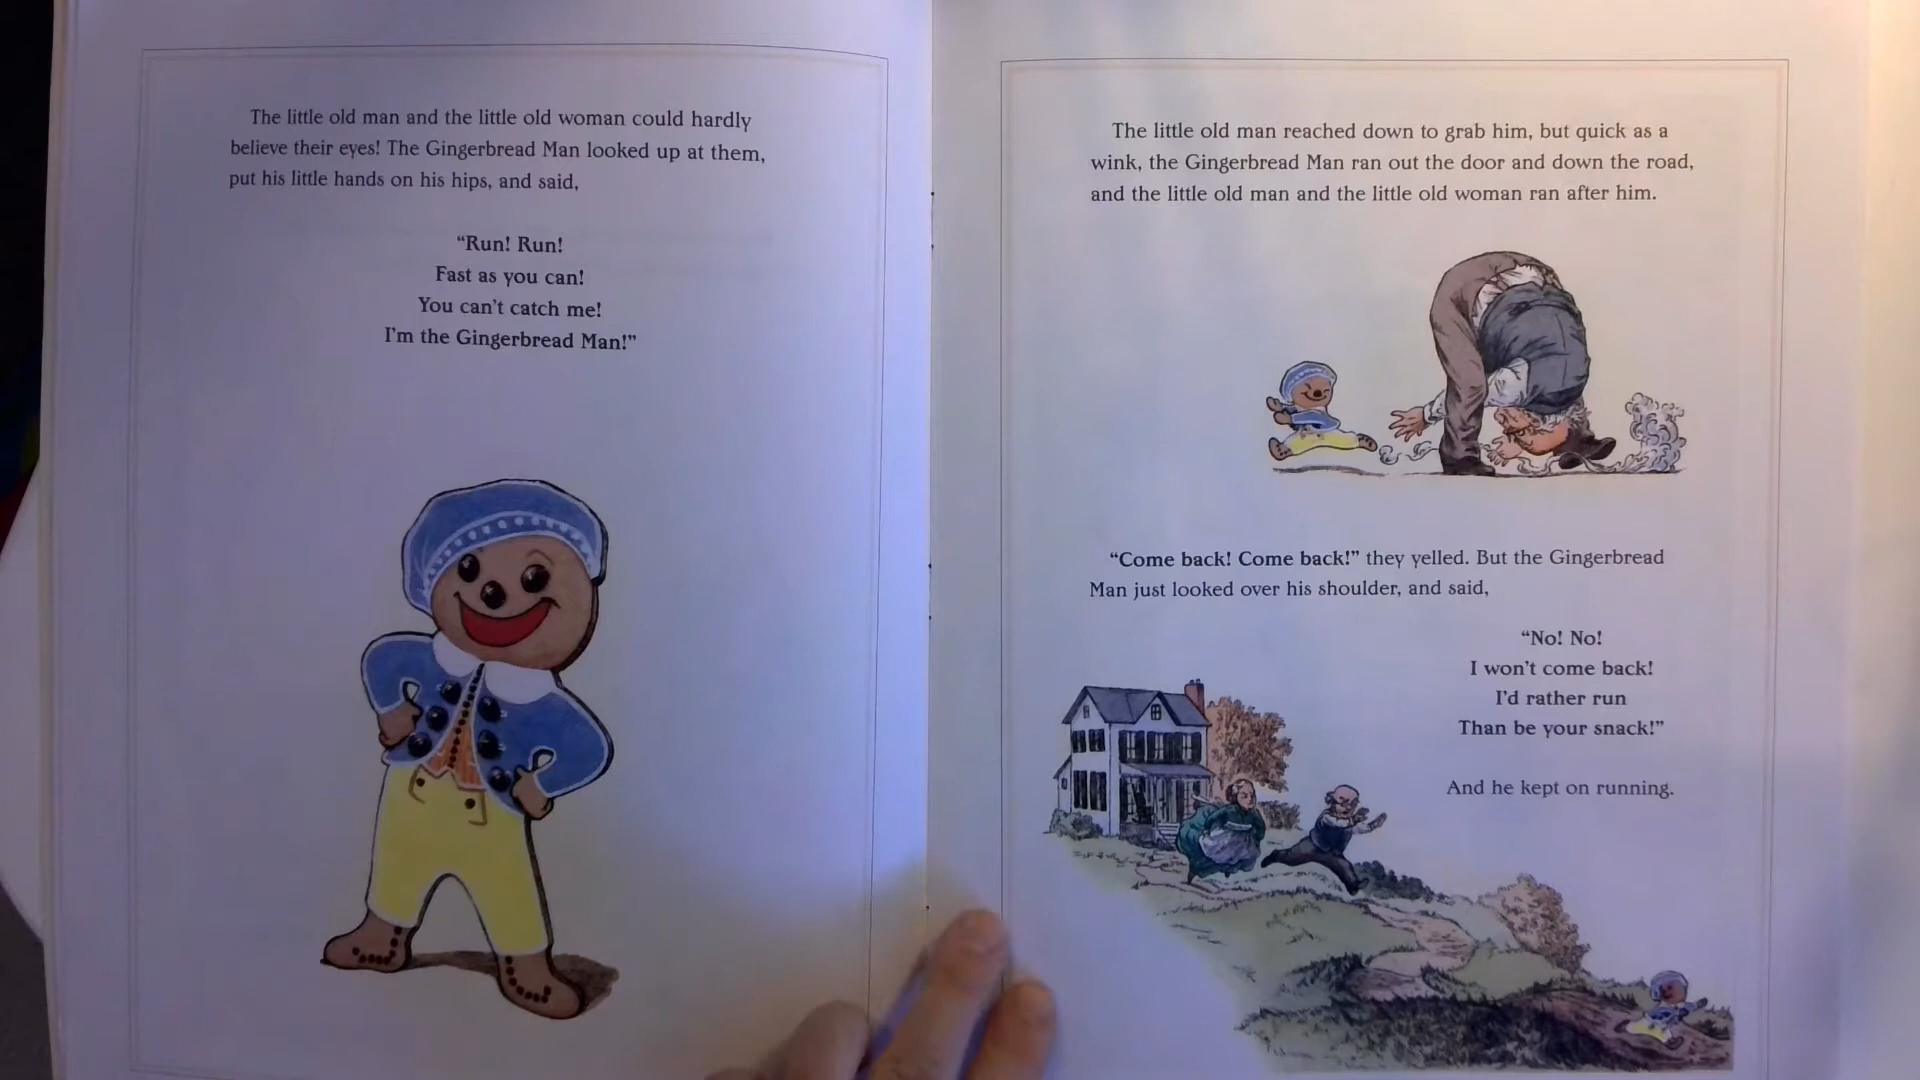 The little old man and the little old woman could hardly
believe their eyes! The Gingerbread Man looked up at them,
put his little hands on his hips, and said,
“Run! Run!
Fast as you can!
You can’t catch me!
I’m the Gingerbread Man!”
The little old man reached down to grab him, but quick as a
wink, the Gingerbread Man ran out the door and down the road,
and the little old man and the little old woman ran after him.
“Come back! Come back!” they yelled. But the Gingerbread
Man just looked over his shoulder, and said,
“No! No!
I won’t come back!
I’d rather run
Than be your snack!”
And he kept on running.